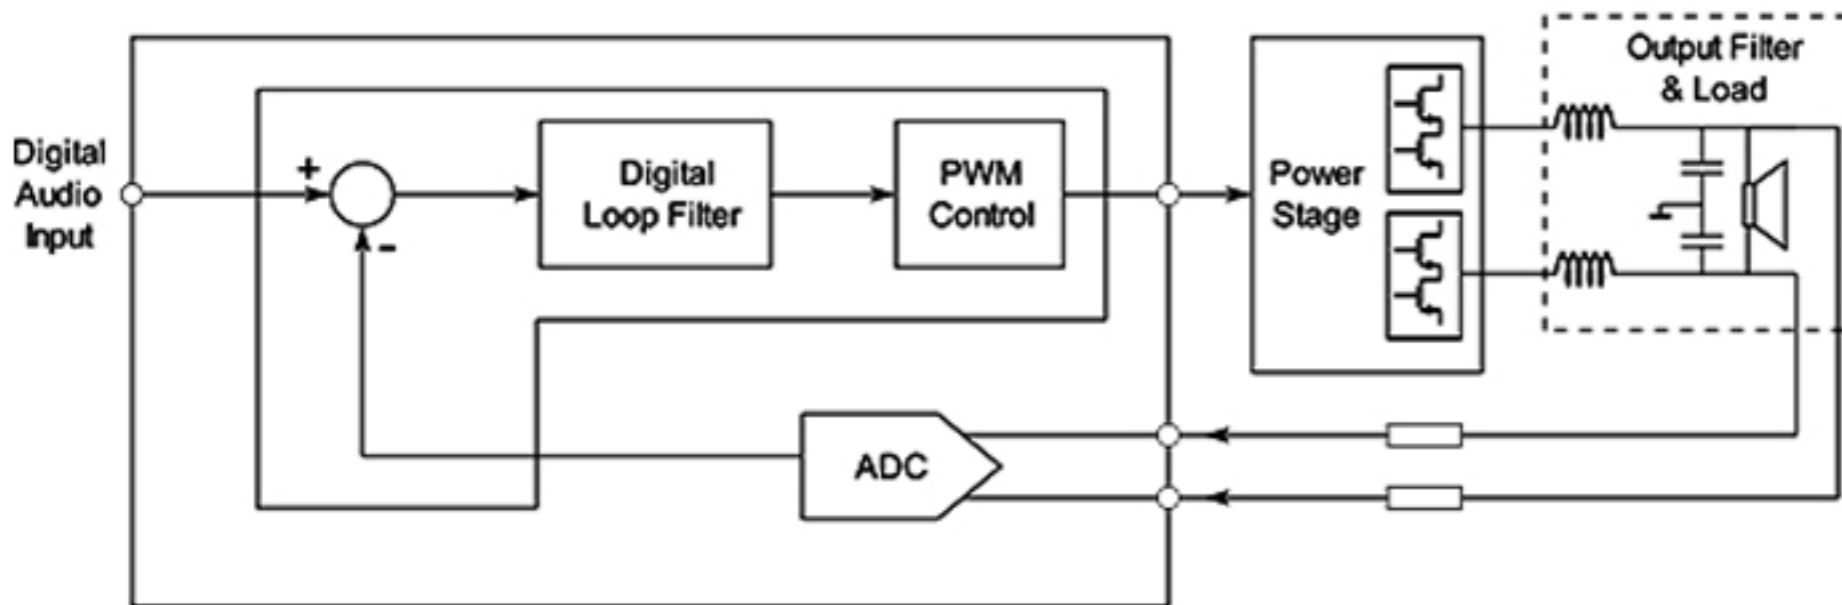 Digital
Audio
Input
+
-
Digital
Loop Filter
PWM
Control
Power
Stage
Output Filter
& Load
ADC